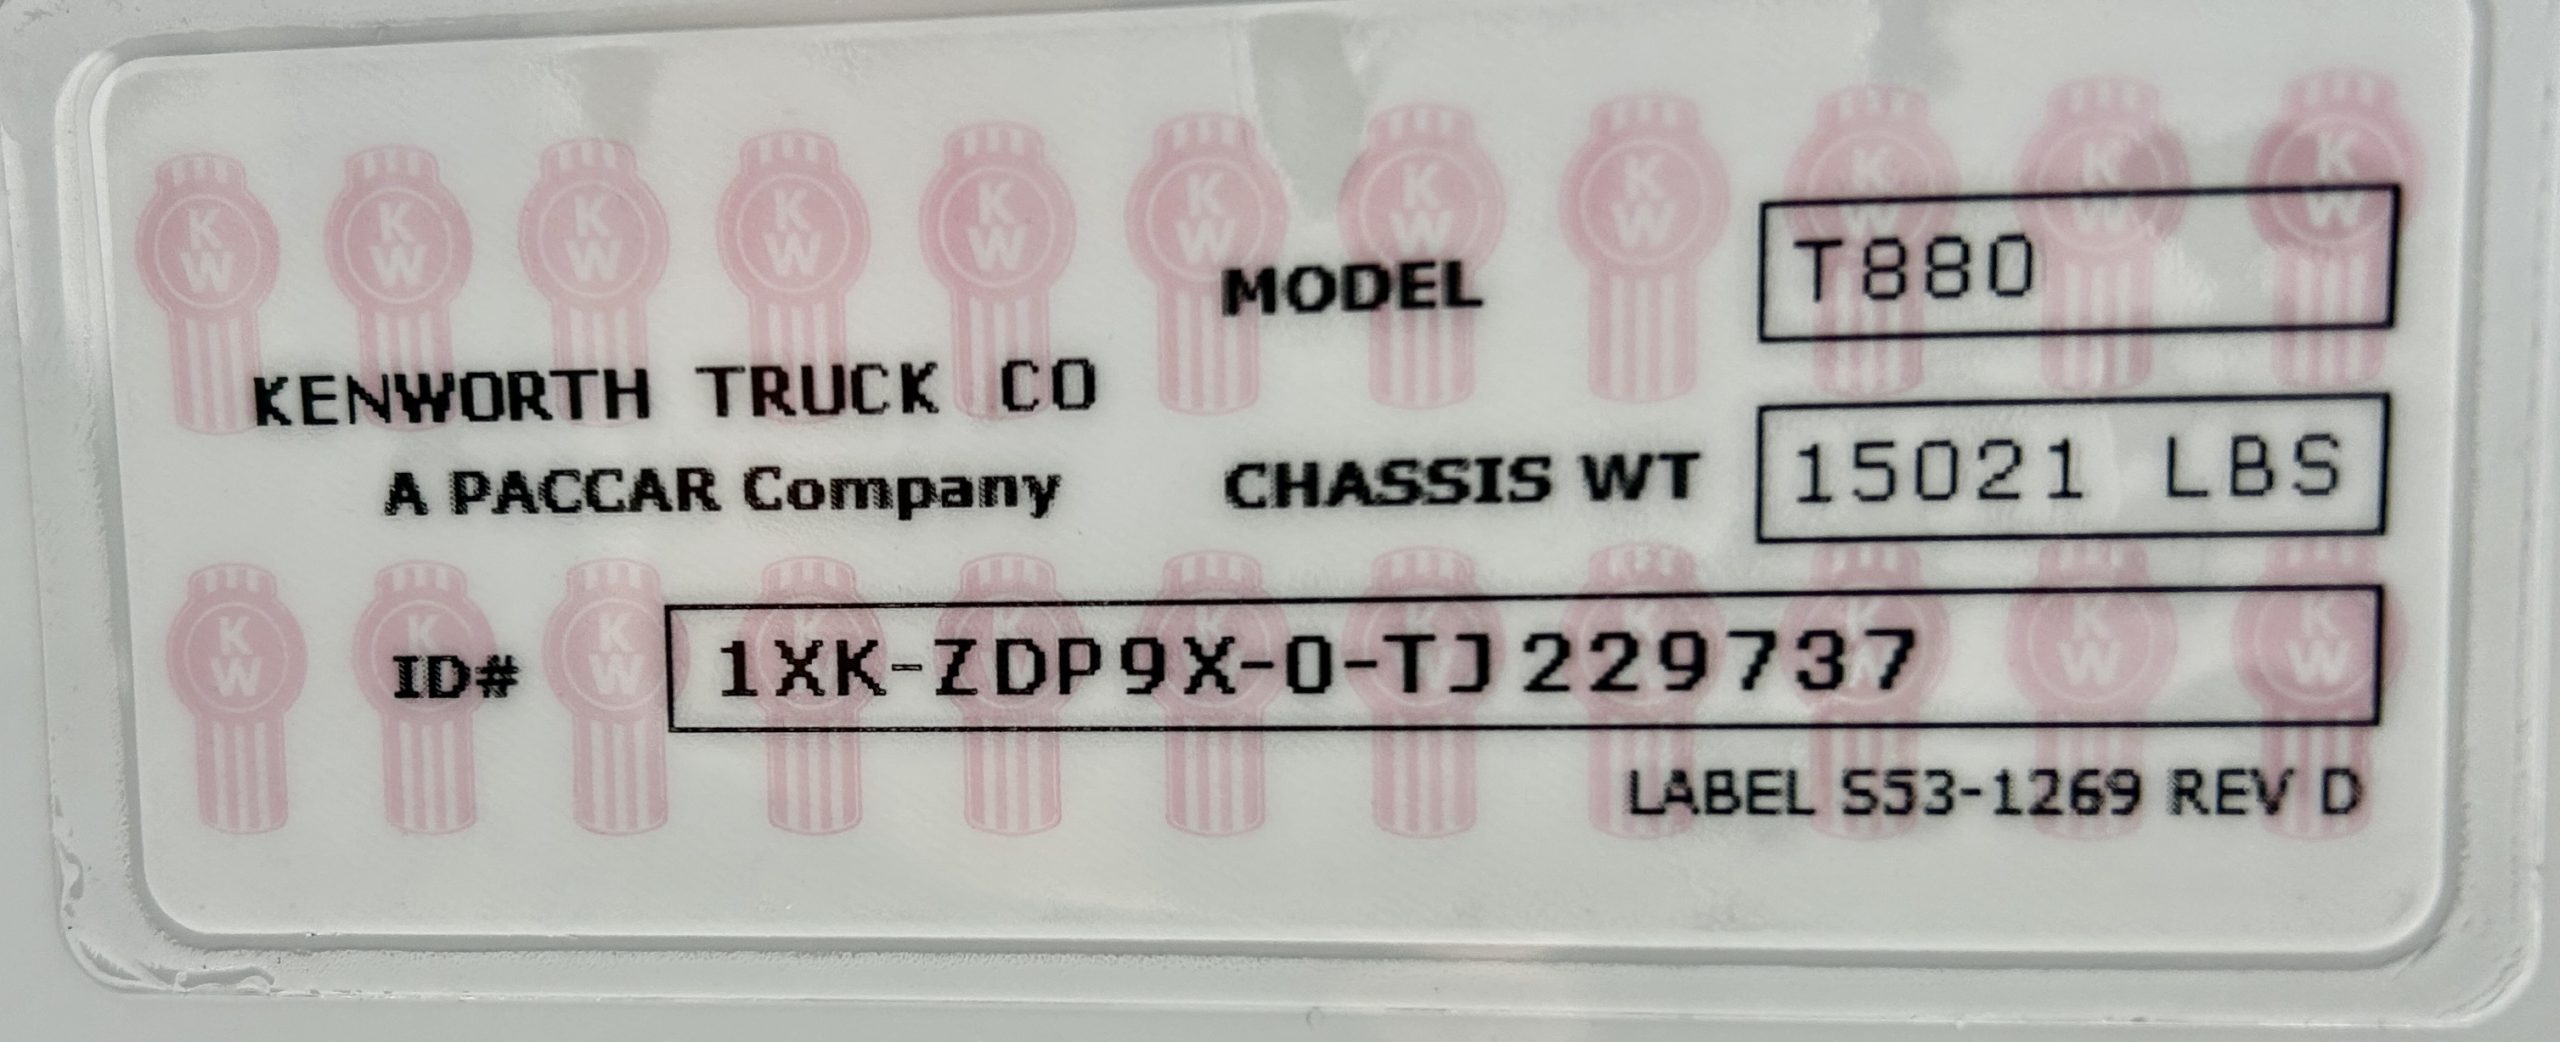 MODEL T880
KENWORTH TRUCK CO
A PACCAR Company
CHASSIS WT 15021 LBS
ID# 1XK-ZDP9X-0-TJ229737
LABEL S53-1269 REV D